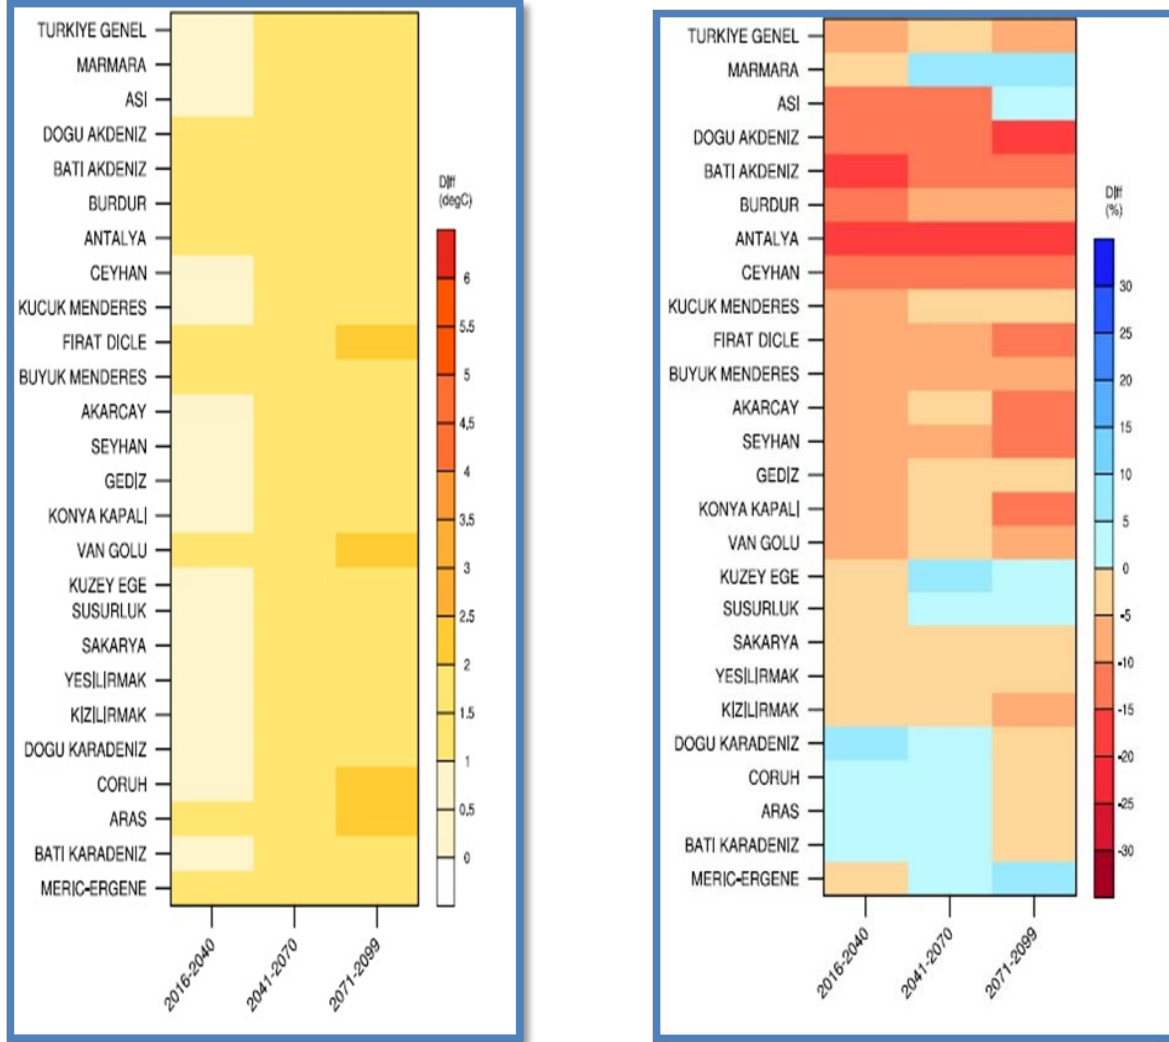 TURKİYE GENEL
MARMARA
ASI
DOGU AKDENIZ
BATI AKDENIZ
BURDUR
ANTALYA
CEYHAN
KUCUK MENDERES
FIRAT DICLE
BUYUK MENDERES
AKARCAY
SEYHAN
GEDİZ
KONYA KAPALİ
VAN GOLU
KUZEY EGE
SUSURLUK
SAKARYA
YESİLİRMAK
KİZİLİRMAK
DOGU KARADENIZ
CORUH
ARAS
BATI KARADENIZ
MERIC-ERGENE
2016-2040
2041-2070
2071-2099
Diff
(degC)
6
5.5
5
4.5
4
3.5
3
2.5
2
1.5
1
0.5
0
TURKİYE GENEL
MARMARA
ASI
DOGU AKDENIZ
BATI AKDENIZ
BURDUR
ANTALYA
CEYHAN
KUCUK MENDERES
FIRAT DICLE
BUYUK MENDERES
AKARCAY
SEYHAN
GEDİZ
KONYA KAPALİ
VAN GOLU
KUZEY EGE
SUSURLUK
SAKARYA
YESİLİRMAK
KİZİLİRMAK
DOGU KARADENIZ
CORUH
ARAS
BATI KARADENIZ
MERIC-ERGENE
2016-2040
2041-2070
2071-2099
Diff
(%)
30
25
20
15
10
5
0
-5
-10
-15
-20
-25
-30